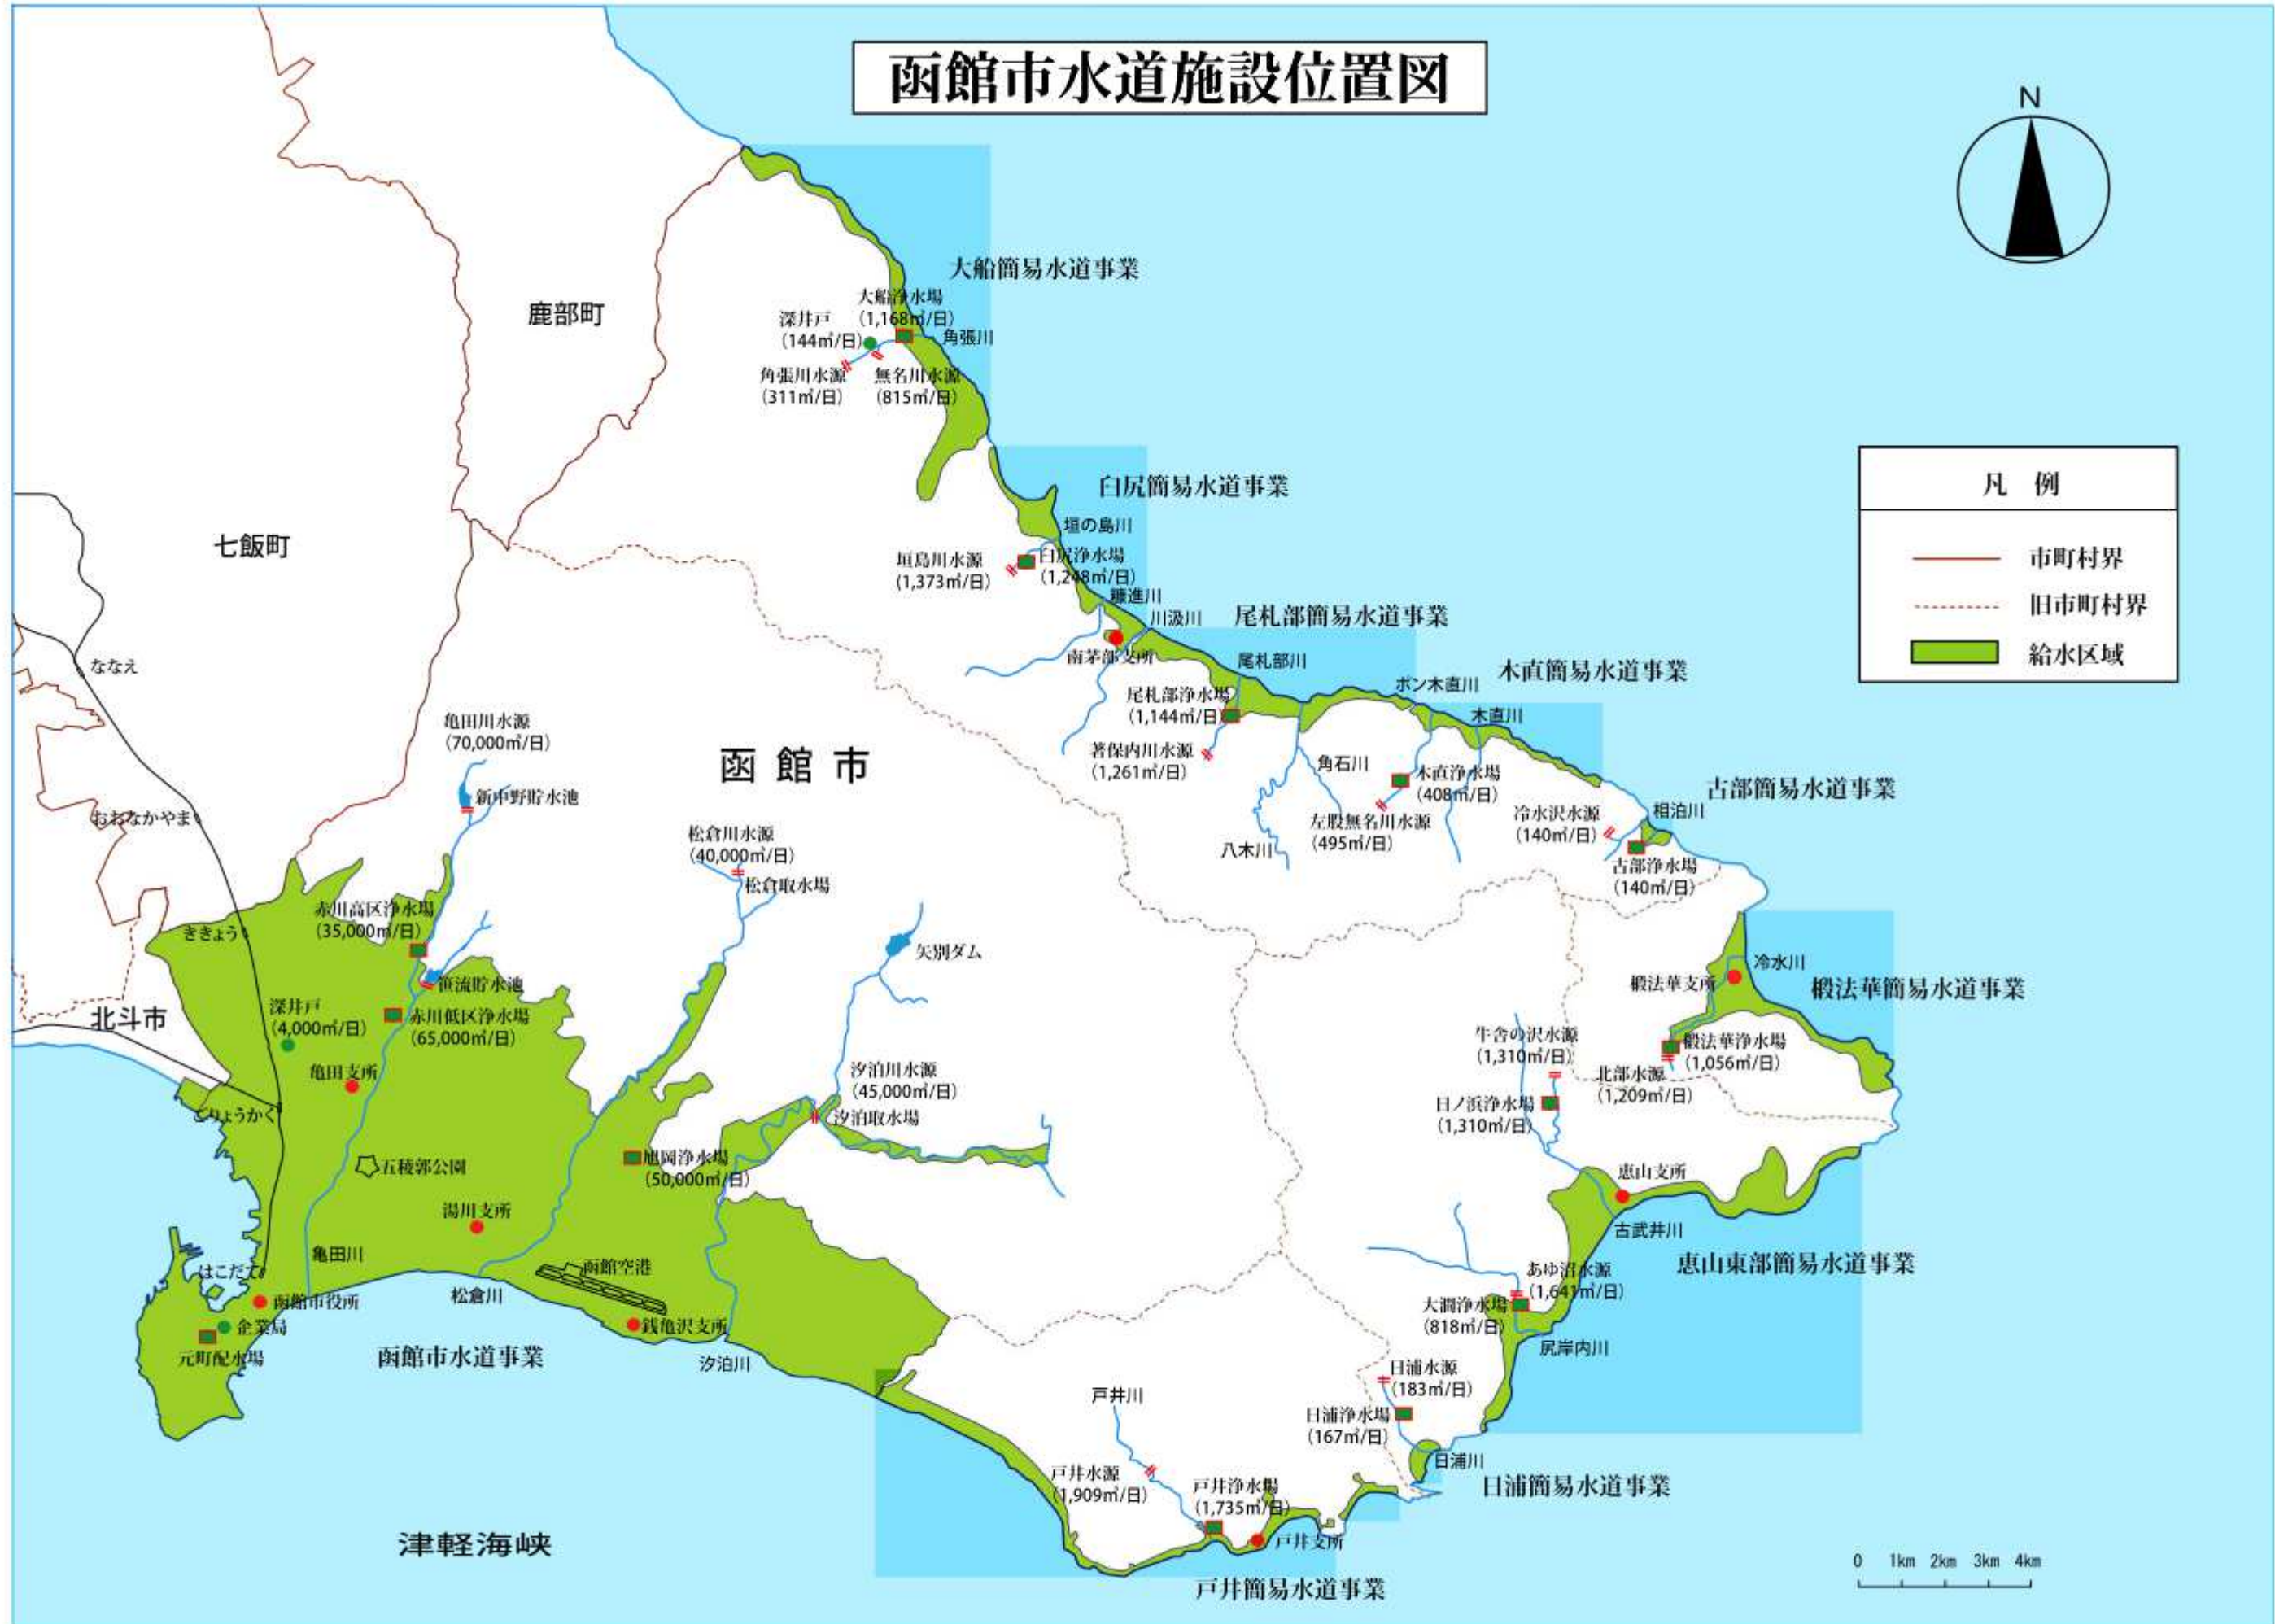 函館市水道施設位置図
N
大船簡易水道事業
鹿部町
大船浄水場
(1,168㎥/日)
深井戸
(144㎥/日)
角張川
角張川水源
(311㎥/日)
無名川水源
(815㎥/日)
凡 例
市町村界
旧市町村界
給水区域
臼尻簡易水道事業
垣の島川
七飯町
垣島川水源
(1,373㎥/日)
臼尻浄水場
(1,248㎥/日)
糠進川
川汲川
尾札部簡易水道事業
南茅部支所
尾札部川
ななえ
木直簡易水道事業
ポン木直川
尾札部浄水場
(1,144㎥/日)
木直川
亀田川水源
(70,000㎥/日)
函館市
著保内川水源
(1,261㎥/日)
角石川
木直浄水場
(408㎥/日)
古部簡易水道事業
新中野貯水池
おおなかやま
相泊川
冷水沢水源
(140㎥/日)
左股無名川水源
(495㎥/日)
松倉川水源
(40,000㎥/日)
八木川
松倉取水場
古部浄水場
(140㎥/日)
赤川高区浄水場
(35,000㎥/日)
ききょう
矢別ダム
冷水川
椴法華支所
椴法華簡易水道事業
笹流貯水池
深井戸
(4,000㎥/日)
北斗市
赤川低区浄水場
(65,000㎥/日)
牛舎の沢水源
(1,310㎥/日)
椴法華浄水場
(1,056㎥/日)
亀田支所
汐泊川水源
(45,000㎥/日)
北部水源
(1,209㎥/日)
ごりょうかく
汐泊取水場
日ノ浜浄水場
(1,310㎥/日)
五稜郭公園
旭岡浄水場
(50,000㎥/日)
恵山支所
湯川支所
古武井川
亀田川
恵山東部簡易水道事業
はこだて
函館空港
あゆ沼水源
(1,641㎥/日)
松倉川
函館市役所
大澗浄水場
(818㎥/日)
企業局
銭亀沢支所
尻岸内川
元町配水場
函館市水道事業
汐泊川
日浦水源
(183㎥/日)
戸井川
日浦浄水場
(167㎥/日)
日浦川
戸井水源
(1,909㎥/日)
戸井浄水場
(1,735㎥/日)
日浦簡易水道事業
津軽海峡
戸井支所
0 1km 2km 3km 4km
戸井簡易水道事業